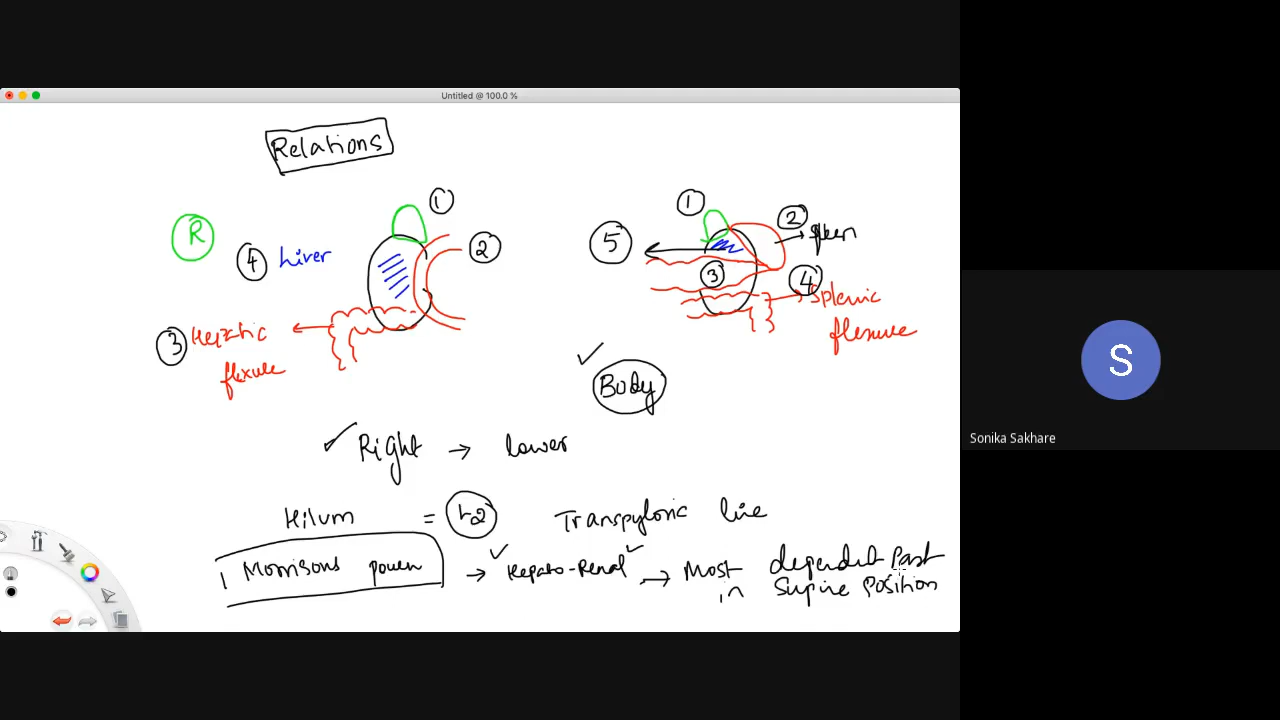 Untitled @ 100.0 %
Relations
R
1
2
4 Liver
3 Hepatic
flexure
1
2
spleen
5
3
4
Splenic
flexure
Body
Right → lower
Hilum = L2 Transpyloric line
Morrisons pouch → Hepato-Renal → Most dependent part
in supine position
S
Sonika Sakhare